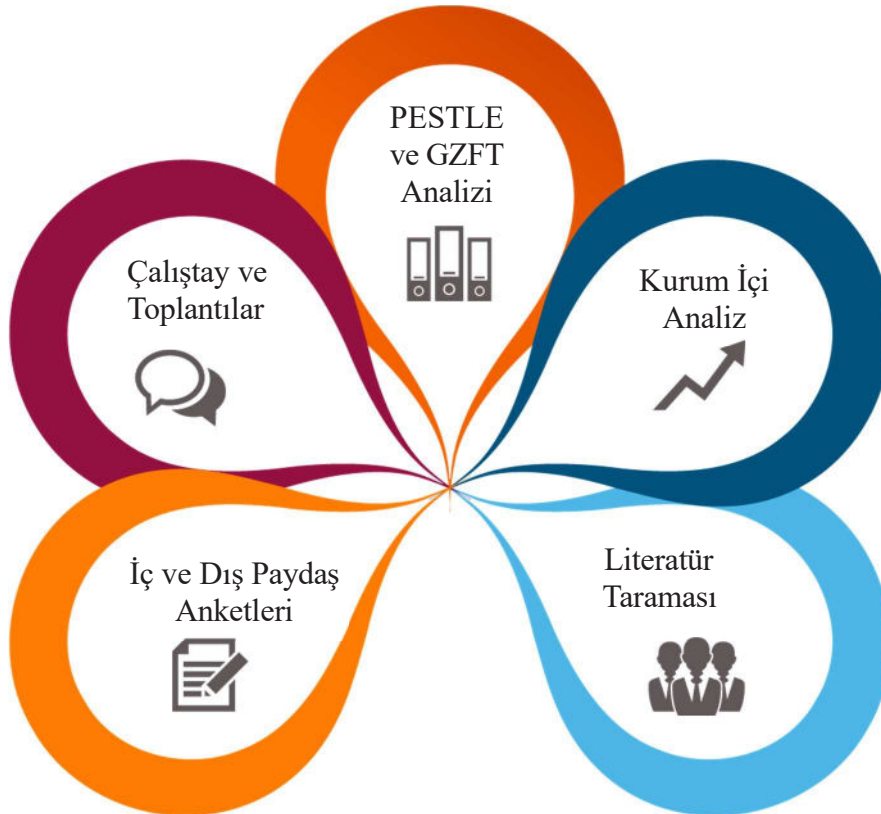 PESTLE
ve GZFT
Analizi
Çalıştay ve
Toplantılar
Kurum İçi
Analiz
İç ve Dış Paydaş
Anketleri
Literatür
Taraması